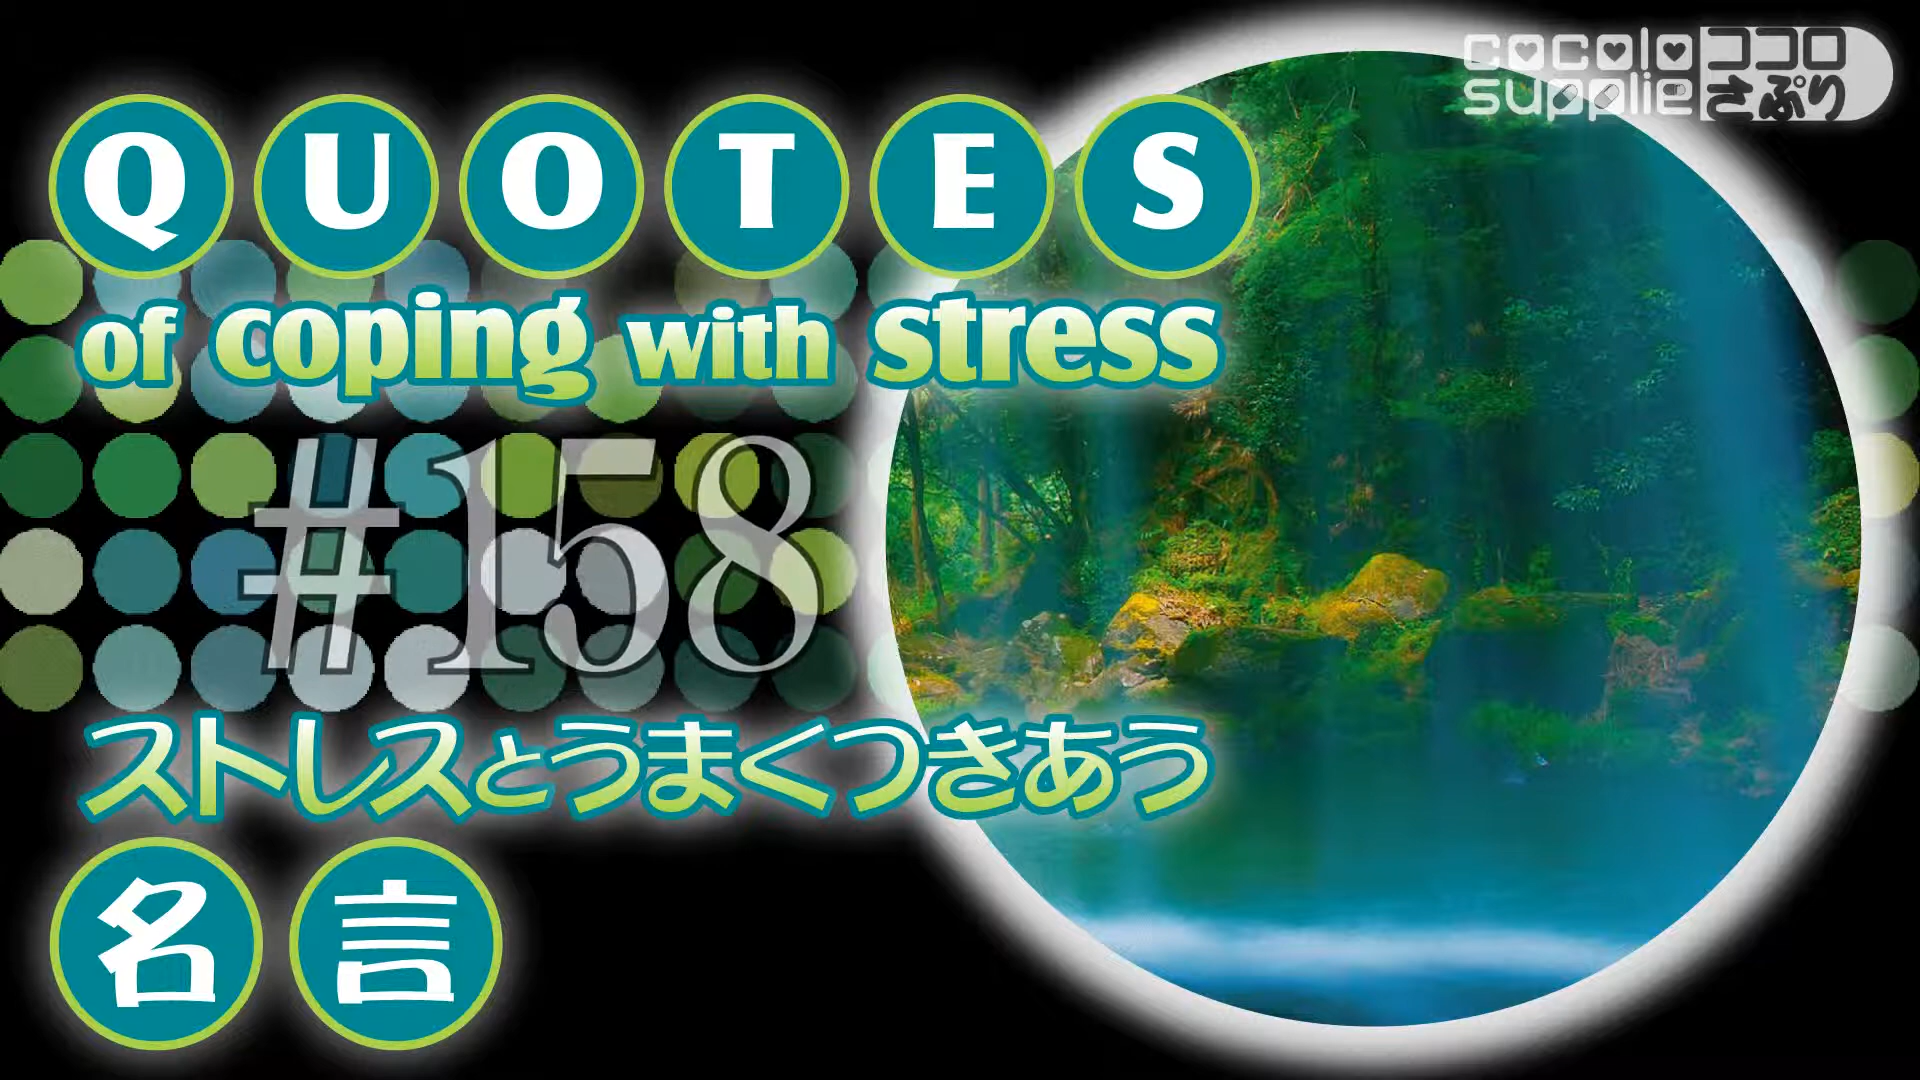 cocolo ココロ
supplie さぷり
QUOTES
of coping with stress
#158
ストレスとうまくつきあう
名言